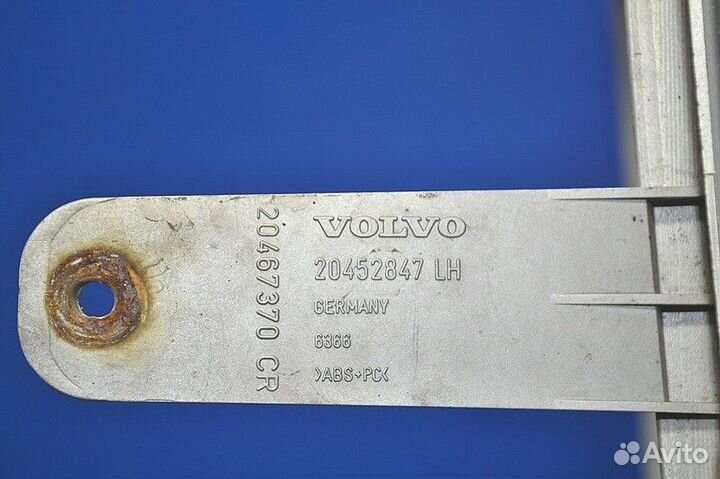 VOLVO
20452847 LH
GERMANY
6366
>ABS+PC<
20467370 CR
Avito